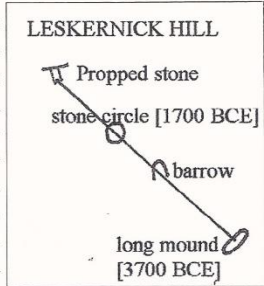 LESKERNICK HILL
Propped stone
stone circle [1700 BCE]
barrow
long mound
[3700 BCE]